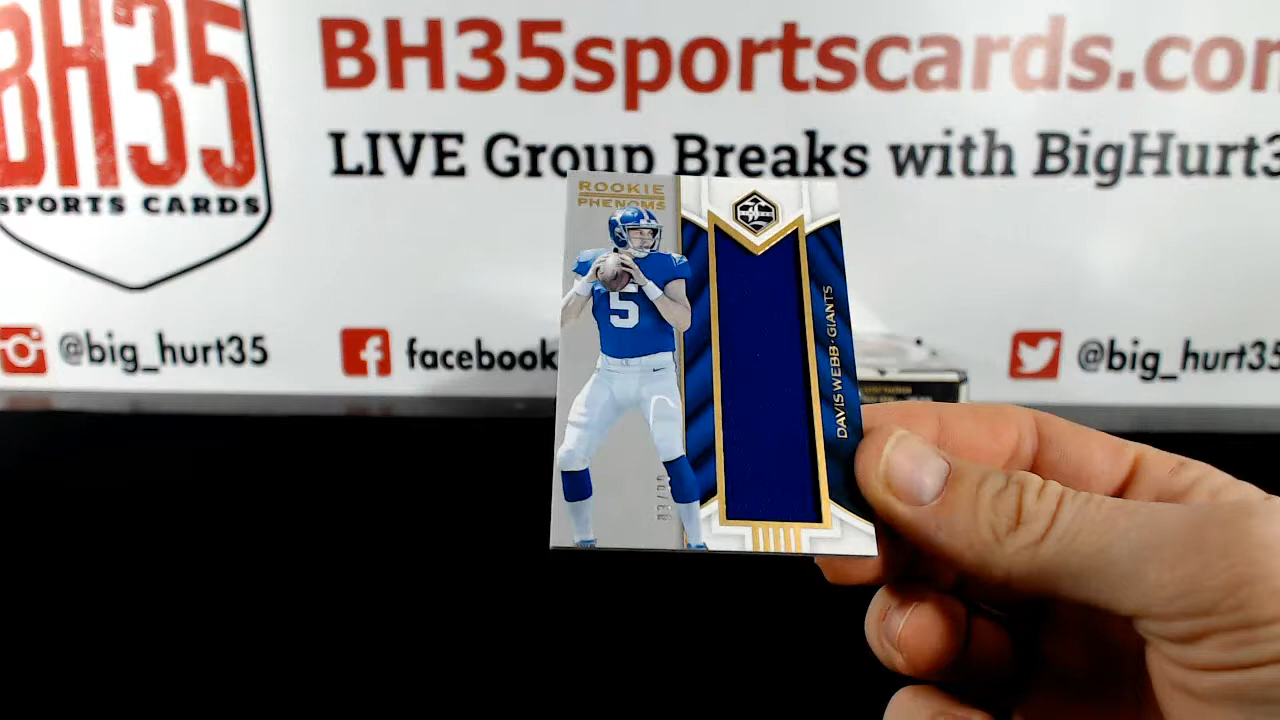 BH35
SPORTS CARDS
BH35sportscards.com
LIVE Group Breaks with BigHurt3
@big_hurt35
facebook
@big_hurt35
ROOKIE
PHENOMS
LIMITED
5
DAVIS WEBB · GIANTS